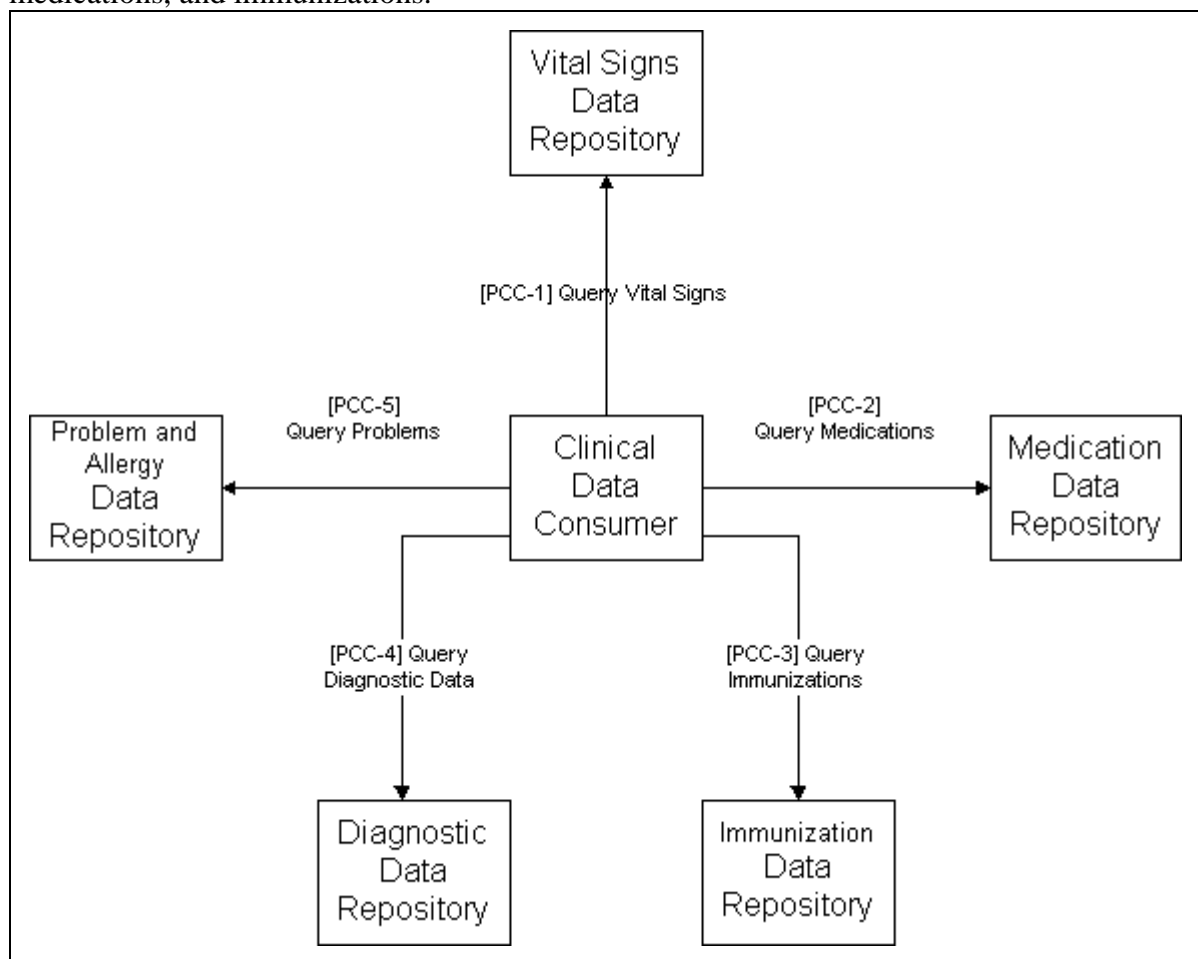 medications, and immunizations.
Vital Signs
Data
Repository
[PCC-1] Query Vital Signs
[PCC-5]
Query Problems
[PCC-2]
Query Medications
Problem and
Allergy
Data
Repository
Clinical
Data
Consumer
Medication
Data
Repository
[PCC-4] Query
Diagnostic Data
[PCC-3] Query
Immunizations
Diagnostic
Data
Repository
Immunization
Data
Repository